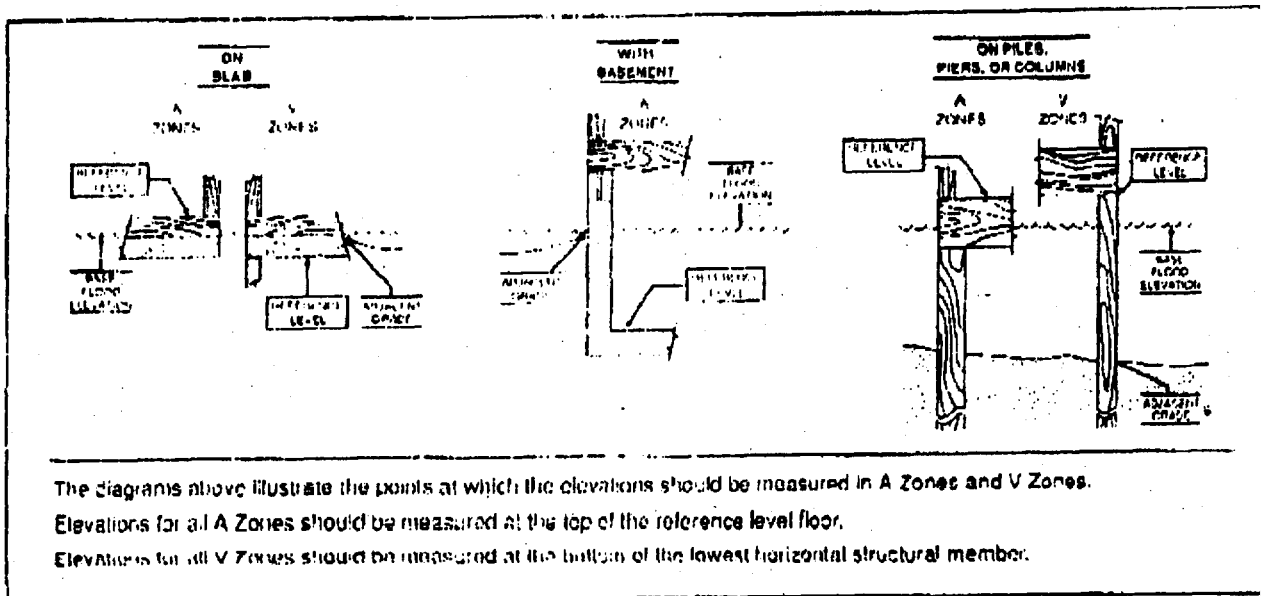 ON
SLAB
A
ZONES
V
ZONES
REFERENCE
LEVEL
BASE
FLOOD
ELEVATION
REFERENCE
LEVEL
ADJACENT
GRADE
WITH
BASEMENT
A
ZONES
BASE
FLOOD
ELEVATION
ADJACENT
GRADE
REFERENCE
LEVEL
ON PILES,
PIERS, OR COLUMNS
A
ZONES
V
ZONES
REFERENCE
LEVEL
REFERENCE
LEVEL
BASE
FLOOD
ELEVATION
ADJACENT
GRADE
The diagrams above illustrate the points at which the elevations should be measured in A Zones and V Zones.
Elevations for all A Zones should be measured at the top of the reference level floor.
Elevations for all V Zones should be measured at the bottom of the lowest horizontal structural member.